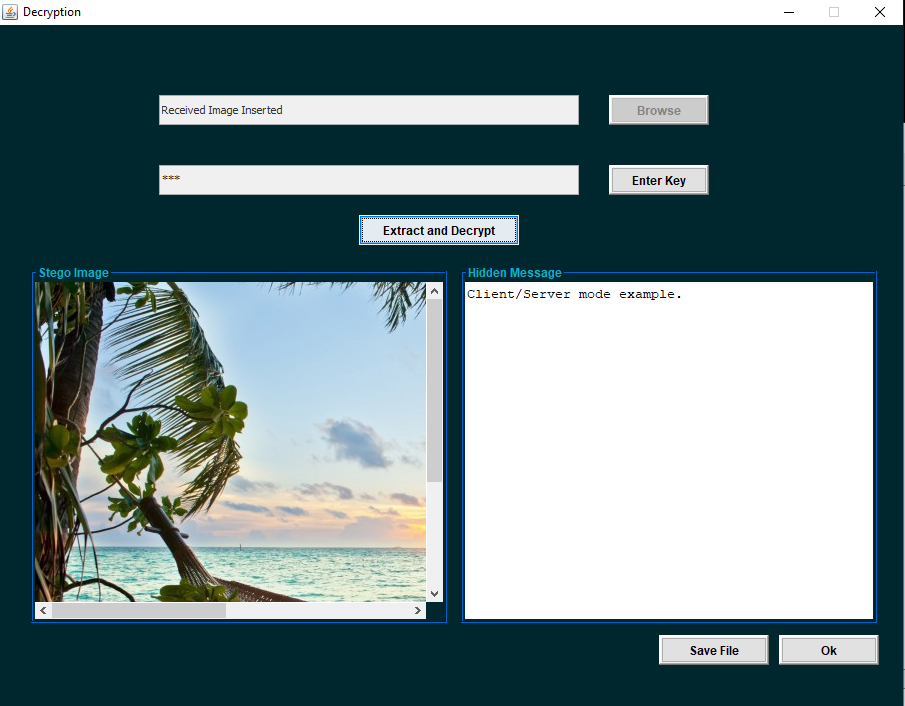 Decryption
Received Image Inserted
Browse
***
Enter Key
Extract and Decrypt
Stego Image
Hidden Message
Client/Server mode example.
Save File
Ok